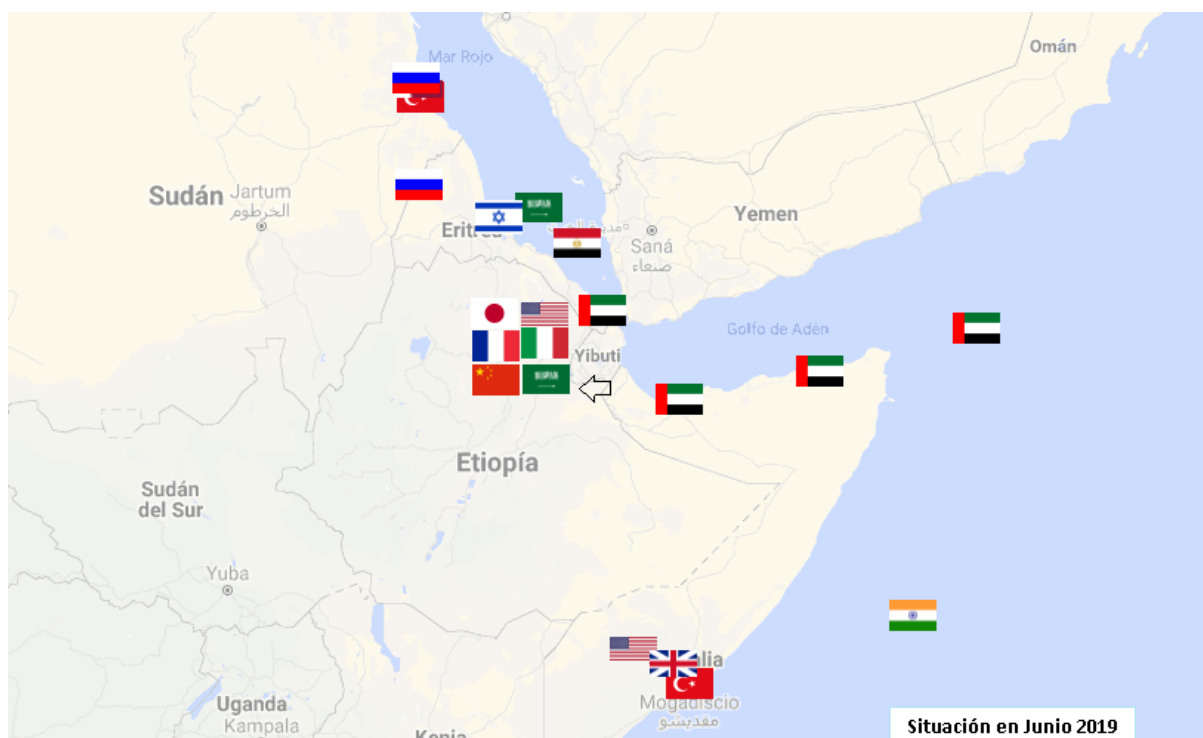 Mar Rojo
Omán
Sudán
Jartum
الخرطوم
Yemen
Saná
صنعاء
Golfo de Adén
Yibuti
Etiopía
Sudán
del Sur
Yuba
Mogadiscio
مقديشو
Uganda
Kampala
Situación en Junio 2019